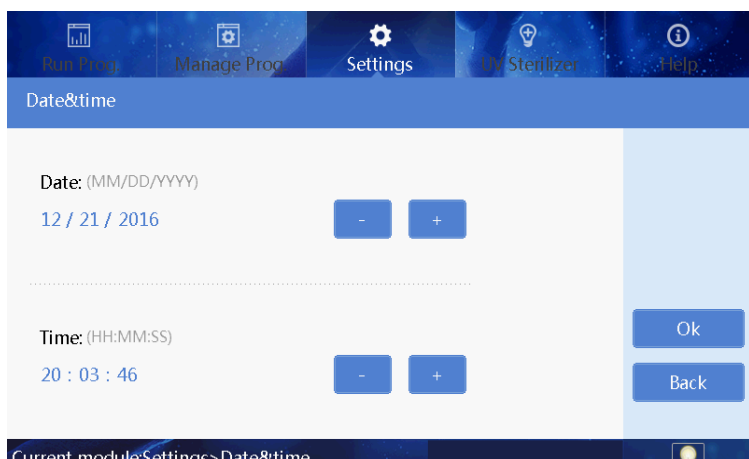 Run Prog.
Manage Prog.
Settings
UV Sterilizer
Help
Date&time
Date: (MM/DD/YYYY)
12 / 21 / 2016
- +
Time: (HH:MM:SS)
20 : 03 : 46
- +
Ok
Back
Current module:Settings>Date&time